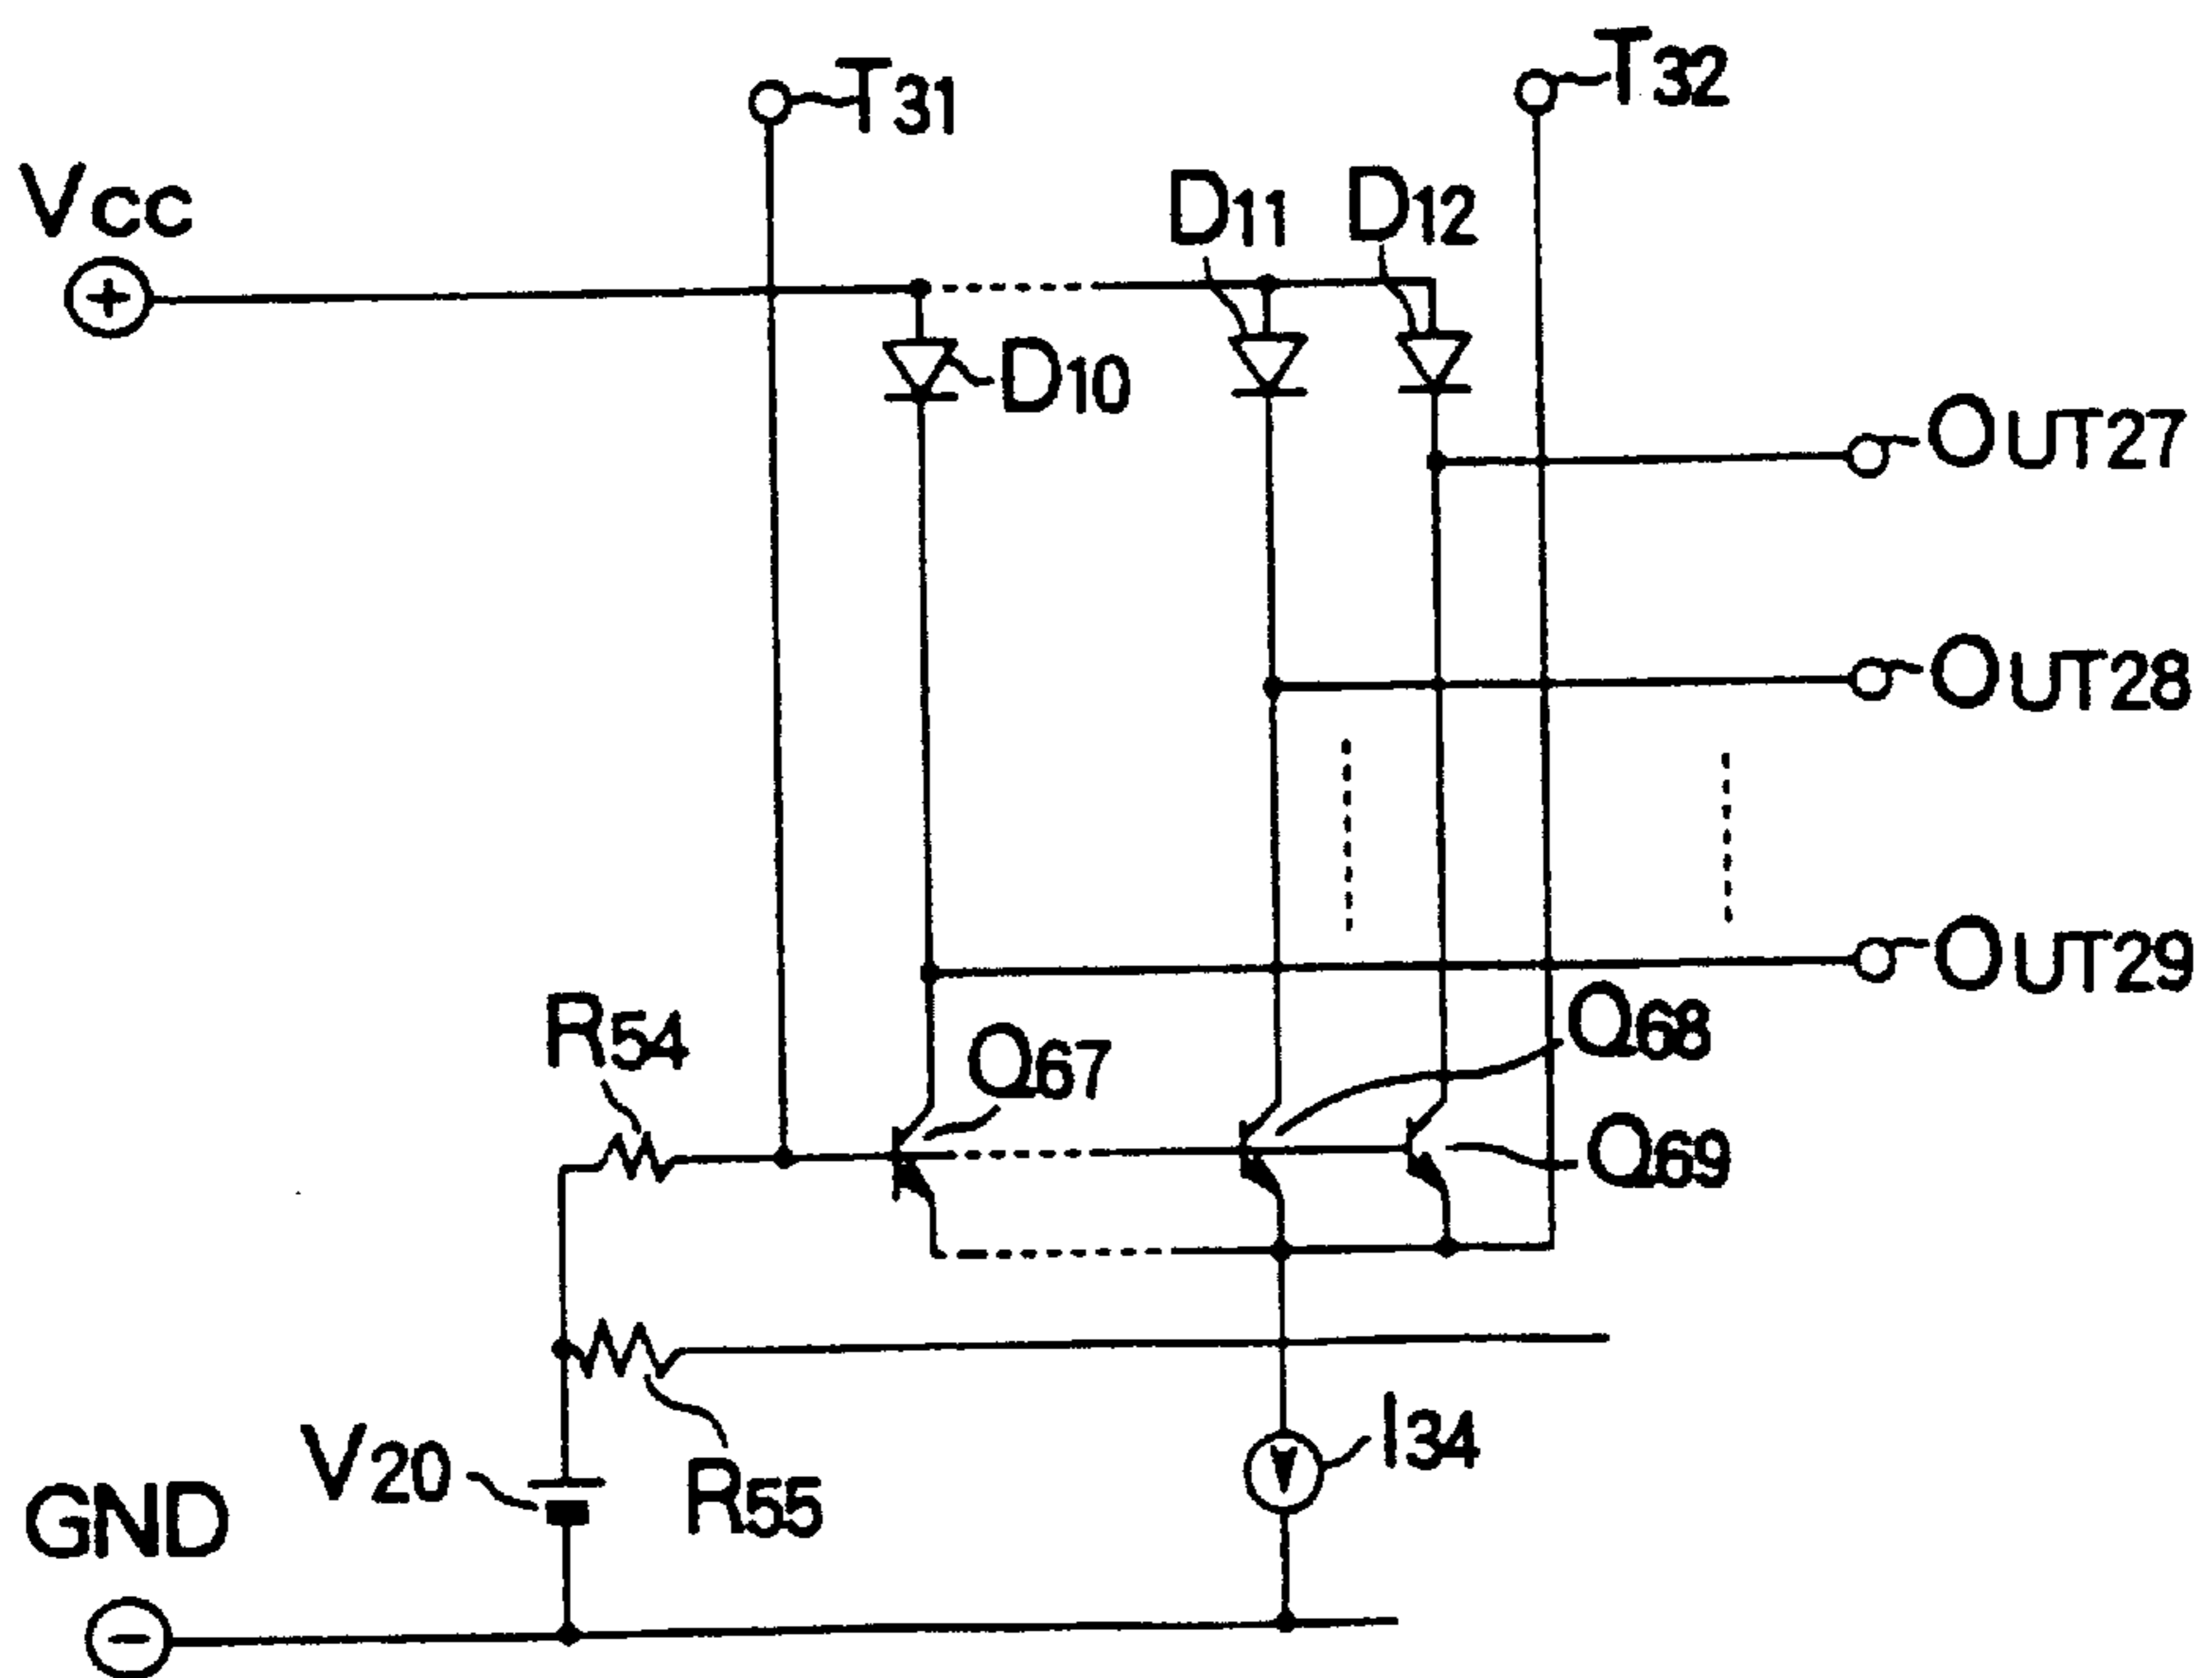 T31
T32
Vcc
D11
D12
D10
OUT27
OUT28
OUT29
R54
Q67
Q68
Q69
I34
V20
R55
GND